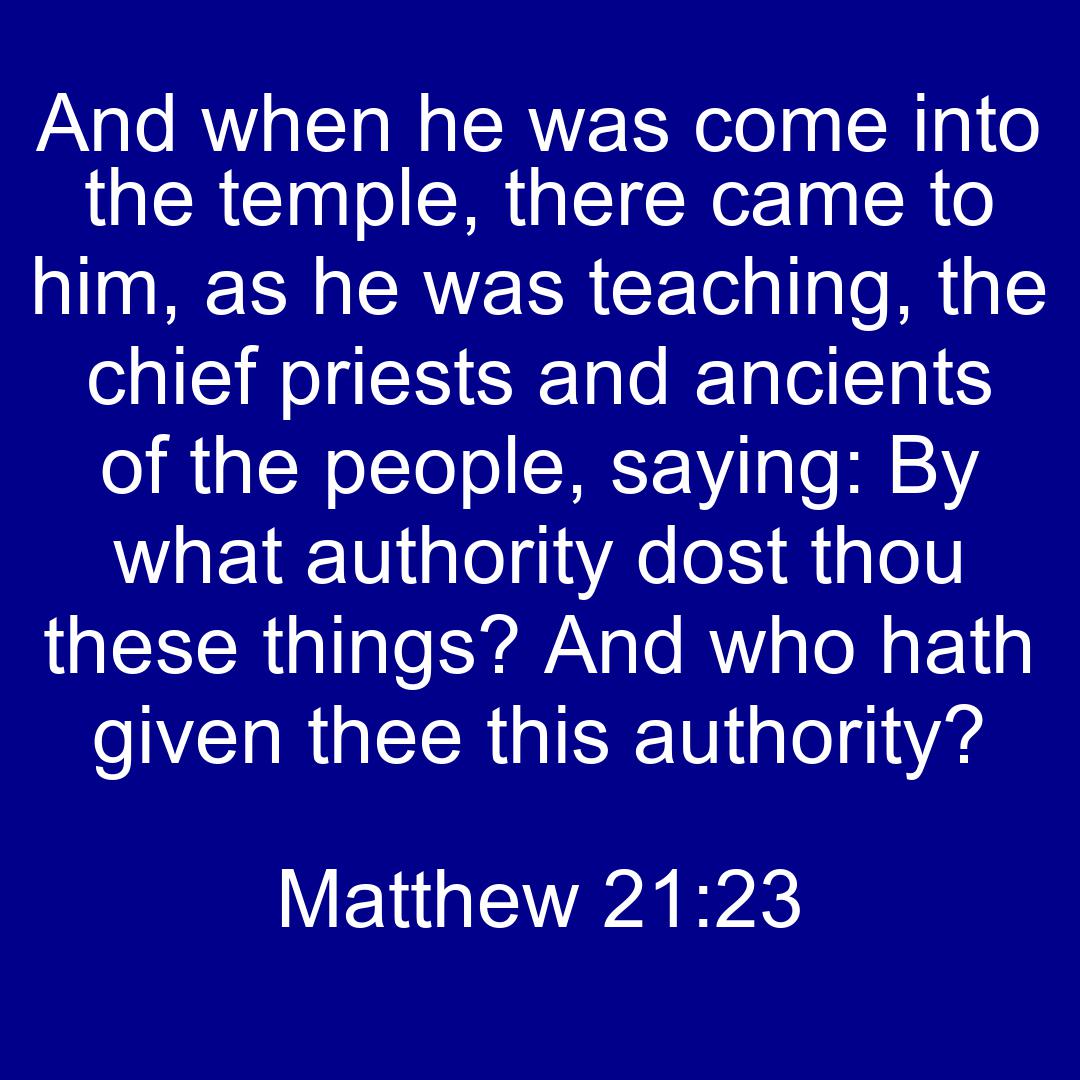 And when he was come into
the temple, there came to
him, as he was teaching, the
chief priests and ancients
of the people, saying: By
what authority dost thou
these things? And who hath
given thee this authority?
Matthew 21:23